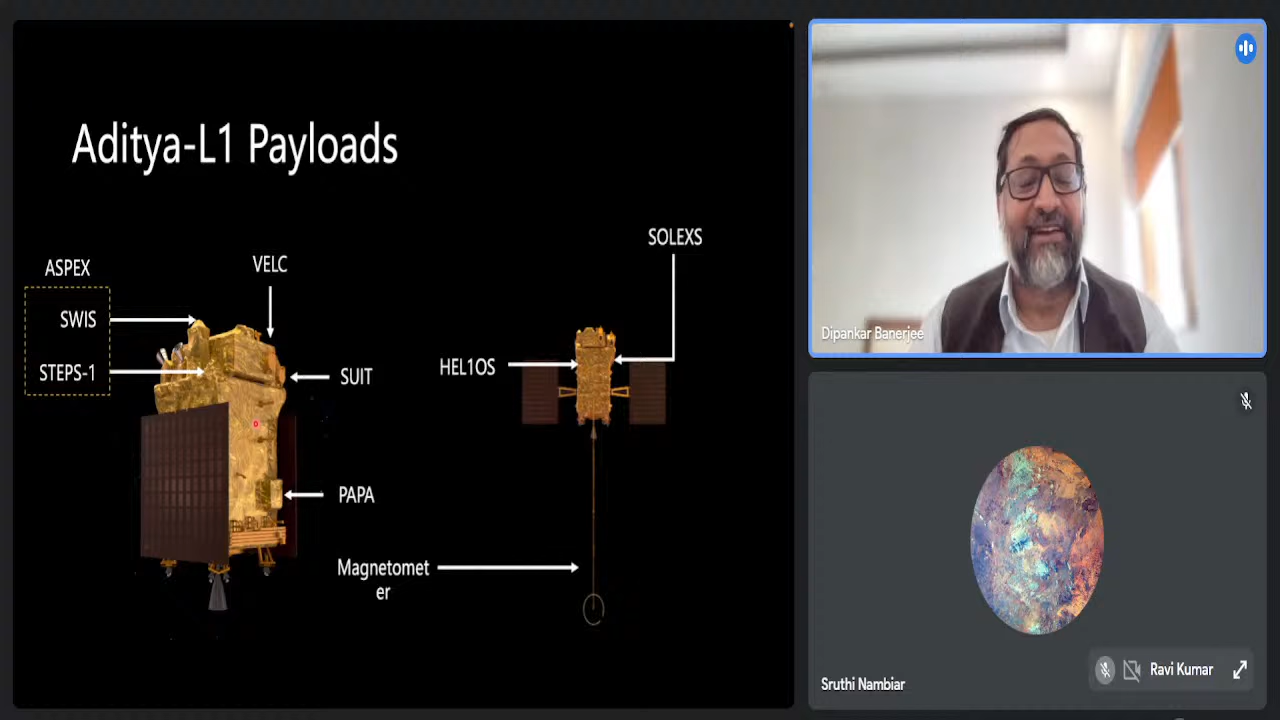 Aditya-L1 Payloads
SOLEXS
ASPEX
VELC
SWIS
STEPS-1
SUIT
HEL1OS
PAPA
Magnetomet
er
Dipankar Banerjee
Ravi Kumar
Sruthi Nambiar